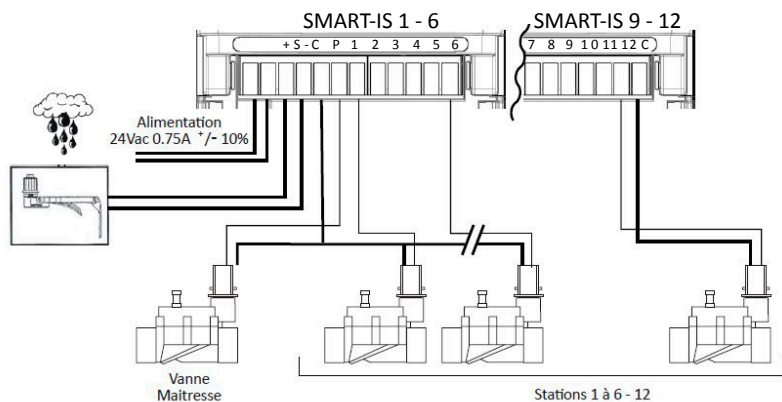 SMART-IS 1 - 6
SMART-IS 9 - 12
+ S - C P 1 2 3 4 5 6
7 8 9 10 11 12 C
Alimentation
24Vac 0.75A +/- 10%
Vanne
Maitresse
Stations 1 à 6 - 12